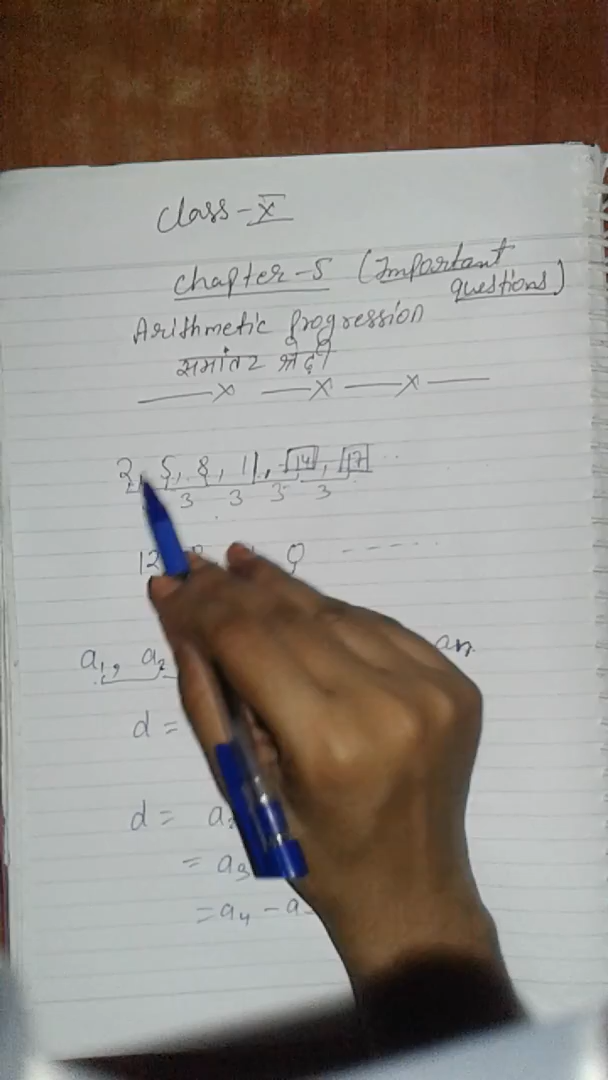 Class-X
Chapter-5 (Important questions)
Arithmetic Progression
समांतर श्रेढ़ी
x x x
2, 5, 8, 11, 14, 17 ..
3 3 3 3
12 0 -----
a₁, a₂ aₙ
d =
d = a
= a₃
= a₄ - a